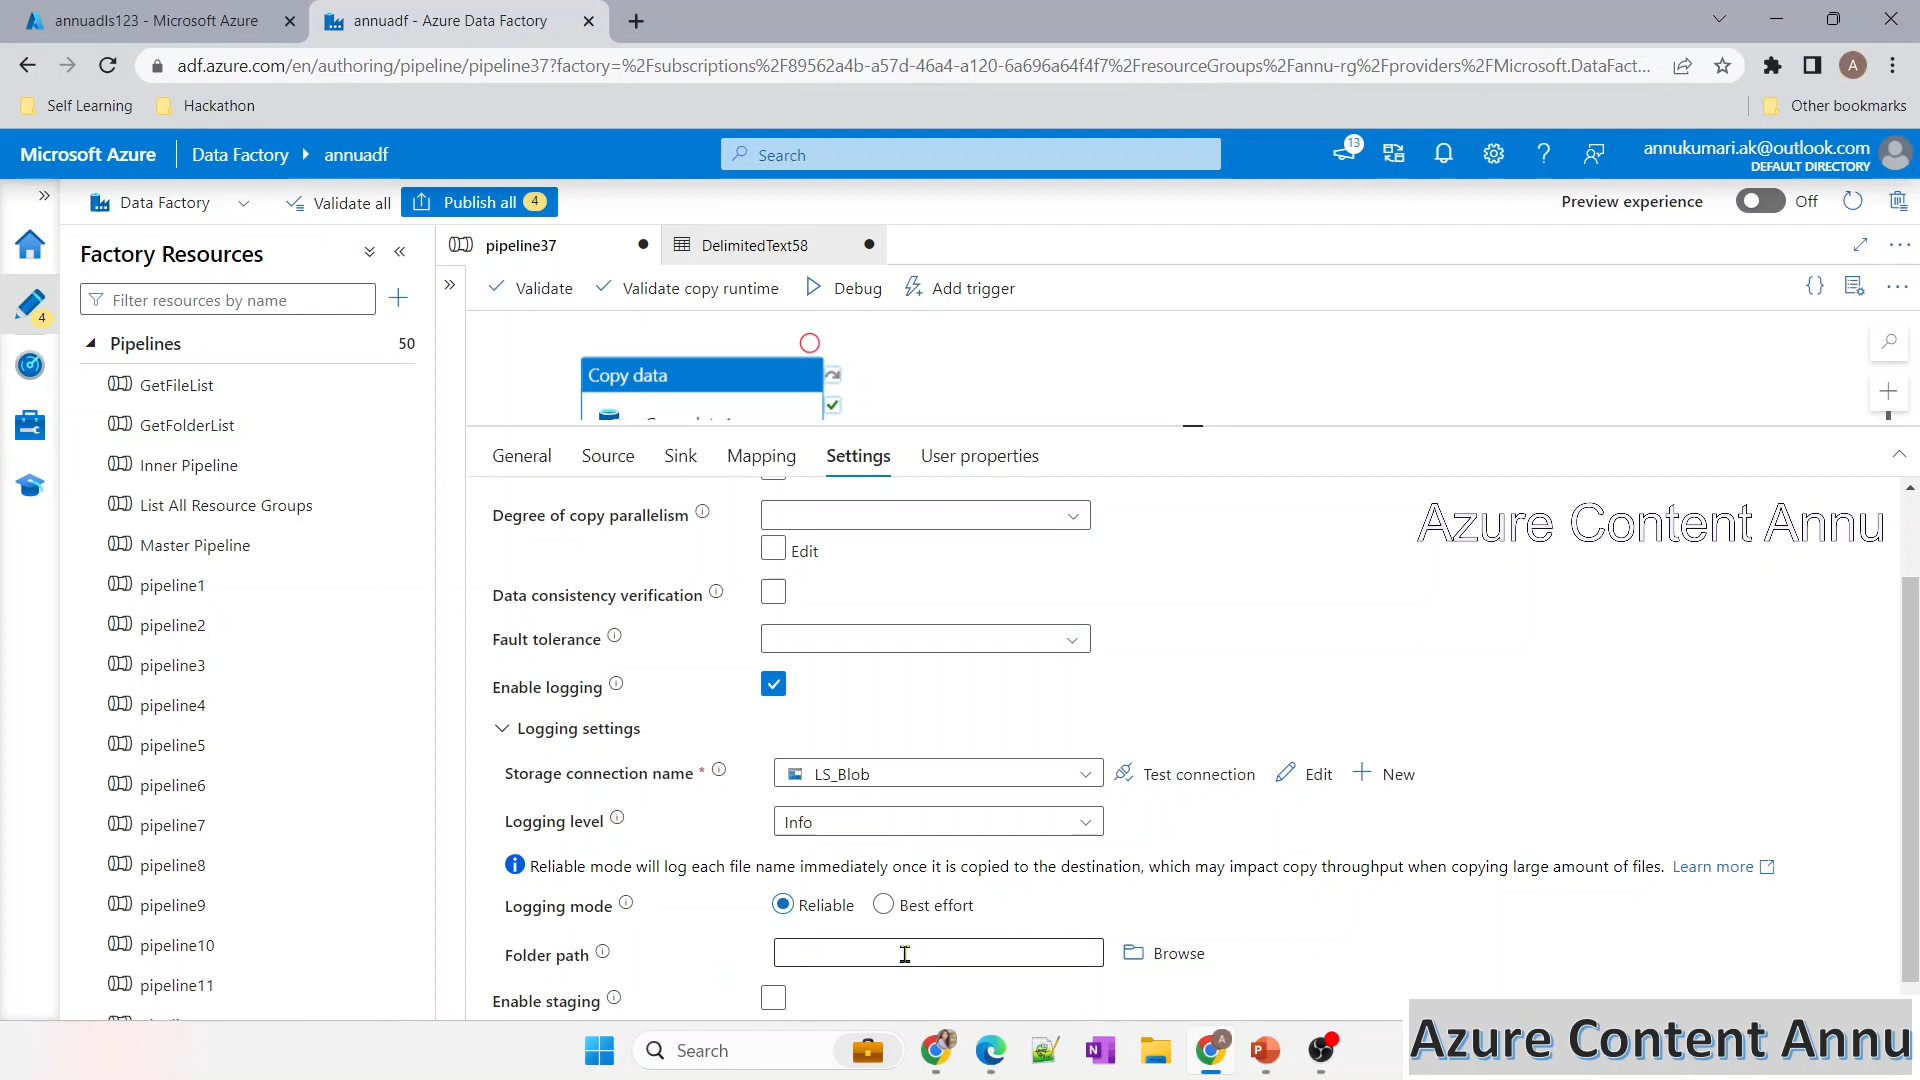 annuadls123 - Microsoft Azure
annuadf - Azure Data Factory
adf.azure.com/en/authoring/pipeline/pipeline37?factory=%2Fsubscriptions%2F89562a4b-a57d-46a4-a120-6a696a64f4f7%2FresourceGroups%2Fannu-rg%2Fproviders%2FMicrosoft.DataFact...
A
Self Learning
Hackathon
Other bookmarks
Microsoft Azure
Data Factory
annuadf
Search
13
annukumari.ak@outlook.com
DEFAULT DIRECTORY
Data Factory
Validate all
Publish all 4
Preview experience
Off
Factory Resources
pipeline37
DelimitedText58
Filter resources by name
4
Validate
Validate copy runtime
Debug
Add trigger
Pipelines
50
GetFileList
GetFolderList
Inner Pipeline
List All Resource Groups
Master Pipeline
pipeline1
pipeline2
pipeline3
pipeline4
pipeline5
pipeline6
pipeline7
pipeline8
pipeline9
pipeline10
pipeline11
Copy data
General
Source
Sink
Mapping
Settings
User properties
Degree of copy parallelism
Edit
Azure Content Annu
Data consistency verification
Fault tolerance
Enable logging
Logging settings
Storage connection name *
LS_Blob
Test connection
Edit
New
Logging level
Info
Reliable mode will log each file name immediately once it is copied to the destination, which may impact copy throughput when copying large amount of files. Learn more
Logging mode
Reliable
Best effort
Folder path
Browse
Enable staging
Search
A
Azure Content Annu